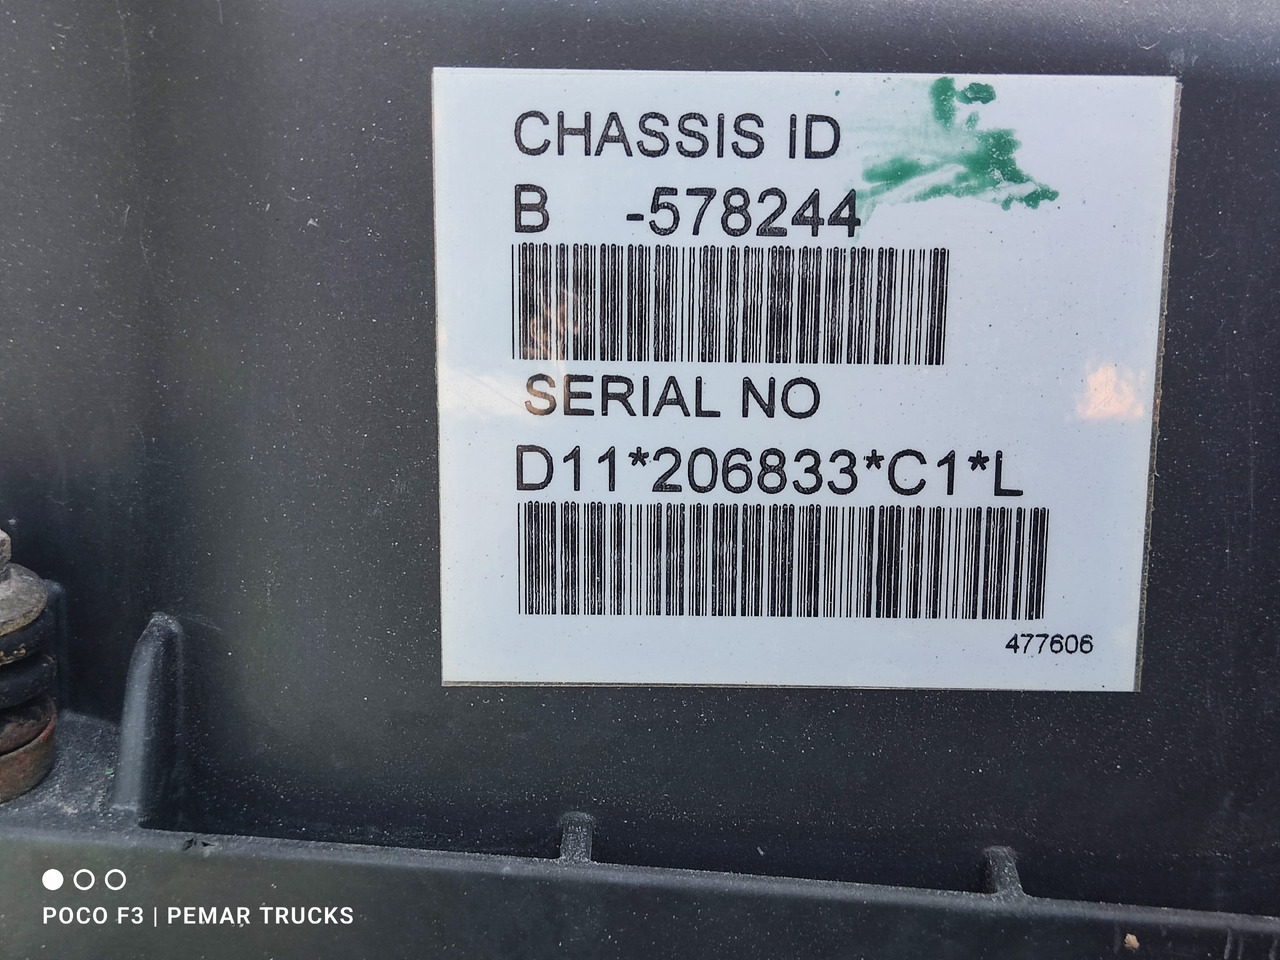 CHASSIS ID
B -578244
SERIAL NO
D11*206833*C1*L
477606
POCO F3 | PEMAR TRUCKS